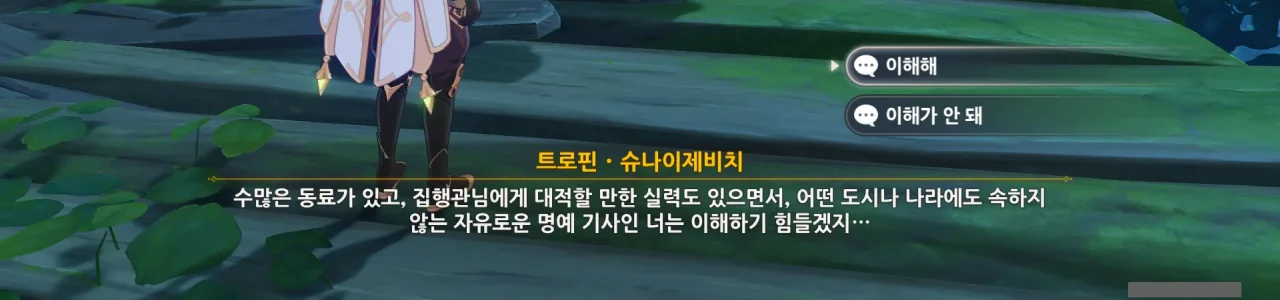 이해해
이해가 안 돼
트로핀 · 슈나이제비치
수많은 동료가 있고, 집행관님에게 대적할 만한 실력도 있으면서, 어떤 도시나 나라에도 속하지
않는 자유로운 명예 기사인 너는 이해하기 힘들겠지…